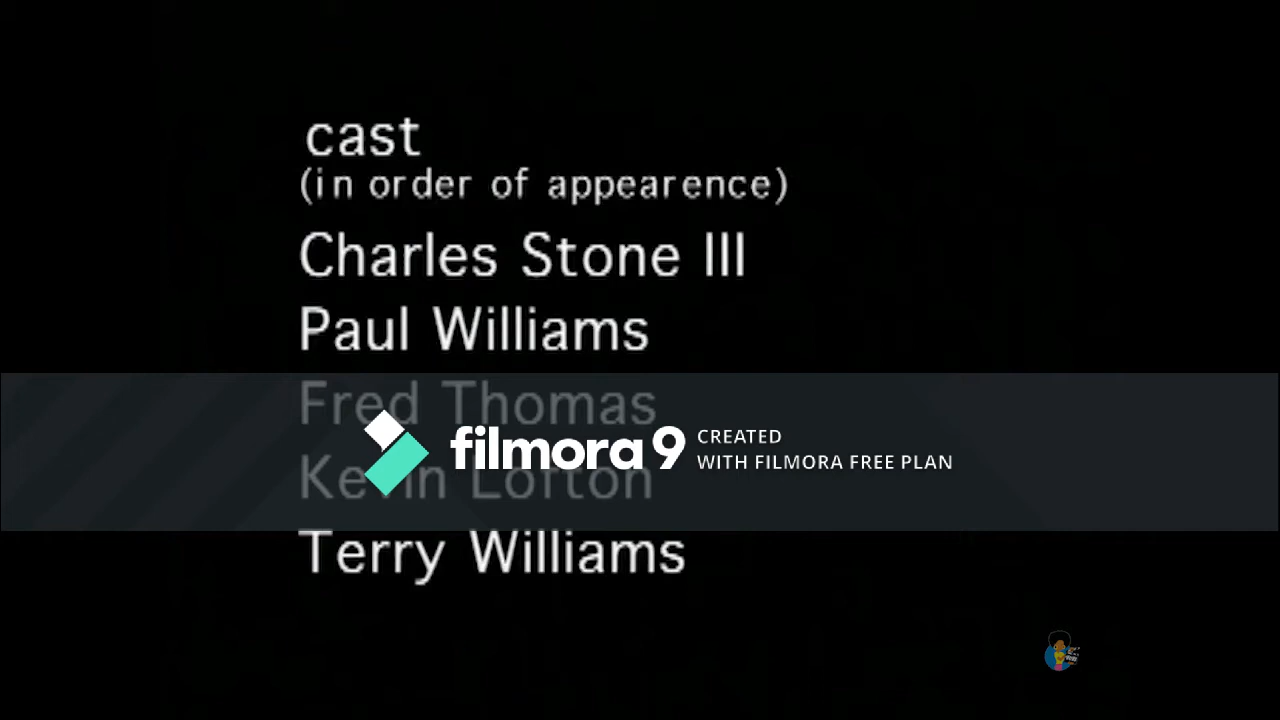 cast
(in order of appearence)
Charles Stone III
Paul Williams
Fred Thomas
Kevin Lofton
filmora9
CREATED
WITH FILMORA FREE PLAN
Terry Williams